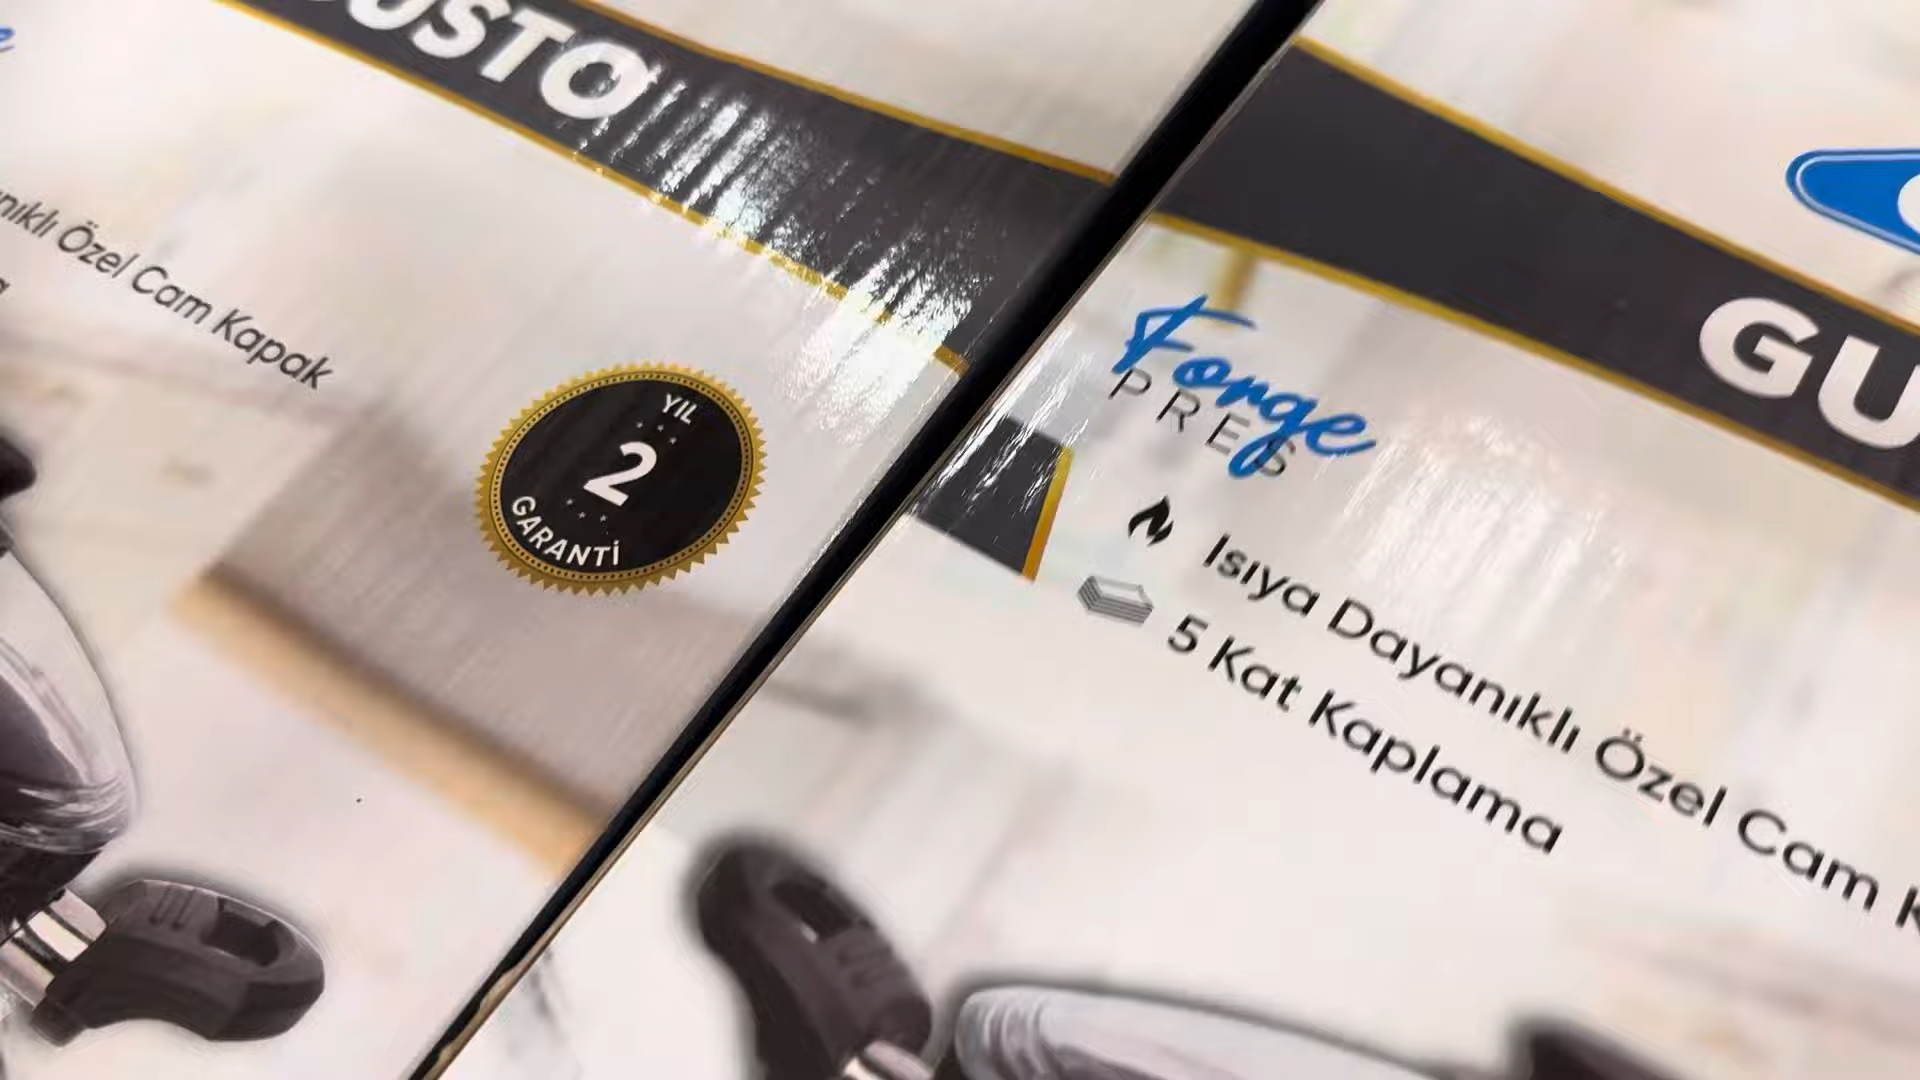 USTO
nıklı Özel Cam Kapak
YIL
2
GARANTİ
GU
Forge
PRES
Isıya Dayanıklı Özel Cam K
5 Kat Kaplama